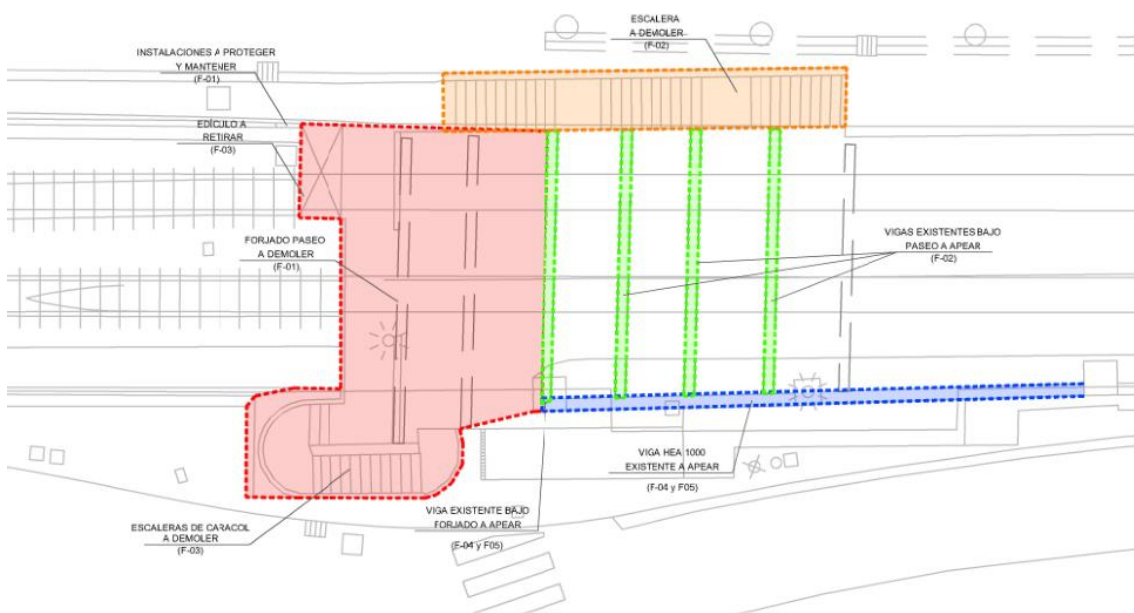 ESCALERA
A DEMOLER
(F-02)
INSTALACIONES A PROTEGER
Y MANTENER
(F-01)
EDÍCULO A
RETIRAR
(F-03)
FORJADO PASEO
A DEMOLER
(F-01)
VIGAS EXISTENTES BAJO
PASEO A APEAR
(F-02)
VIGA HEA 1000
EXISTENTE A APEAR
(F-04 y F05)
VIGA EXISTENTE BAJO
FORJADO A APEAR
(F-04 y F05)
ESCALERAS DE CARACOL
A DEMOLER
(F-03)